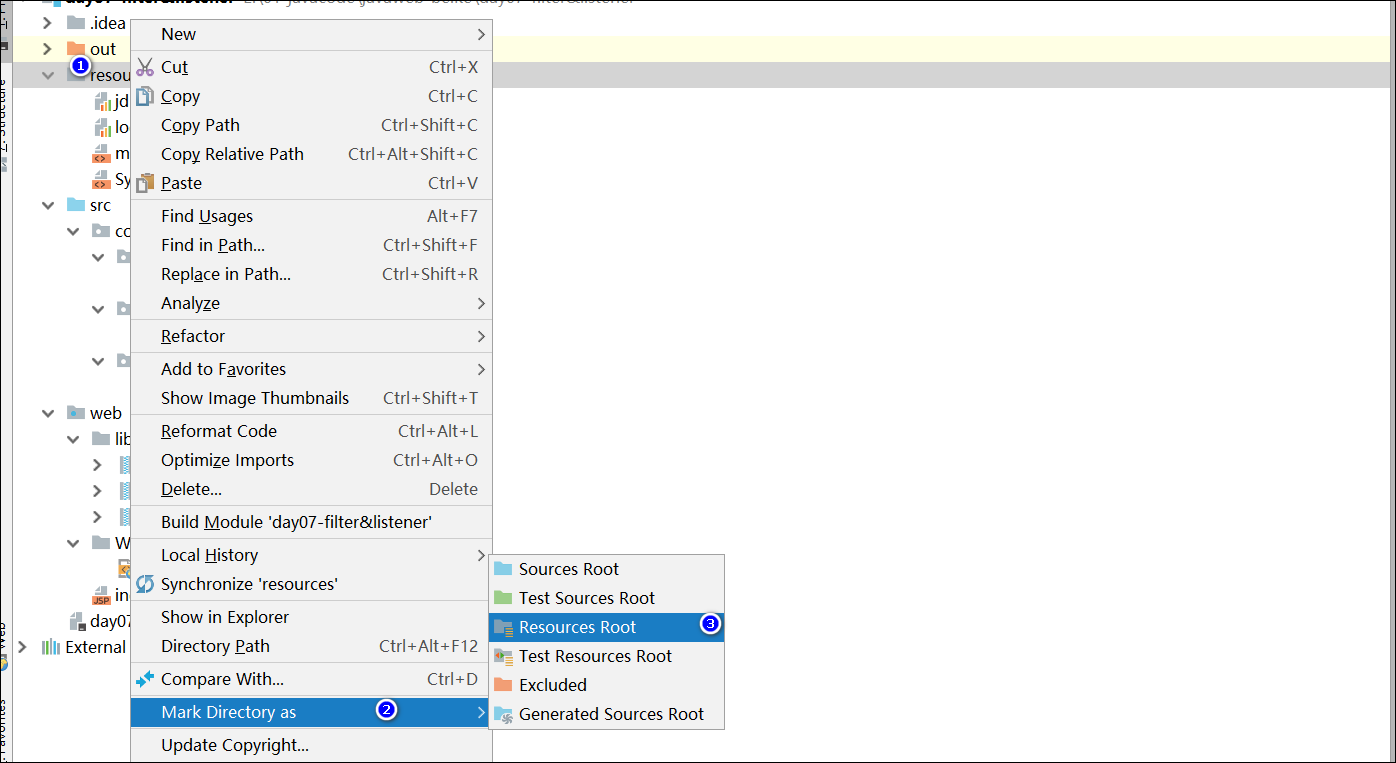 .idea
out
1
resou
jd
lo
m
Sy
src
co
web
lib
W
in
day07
External
New
Cut Ctrl+X
Copy Ctrl+C
Copy Path Ctrl+Shift+C
Copy Relative Path Ctrl+Alt+Shift+C
Paste Ctrl+V
Find Usages Alt+F7
Find in Path... Ctrl+Shift+F
Replace in Path... Ctrl+Shift+R
Analyze
Refactor
Add to Favorites
Show Image Thumbnails Ctrl+Shift+T
Reformat Code Ctrl+Alt+L
Optimize Imports Ctrl+Alt+O
Delete... Delete
Build Module 'day07-filter&listener'
Local History
Synchronize 'resources'
Show in Explorer
Directory Path Ctrl+Alt+F12
Compare With... Ctrl+D
Mark Directory as 2
Update Copyright...
Sources Root
Test Sources Root
Resources Root 3
Test Resources Root
Excluded
Generated Sources Root